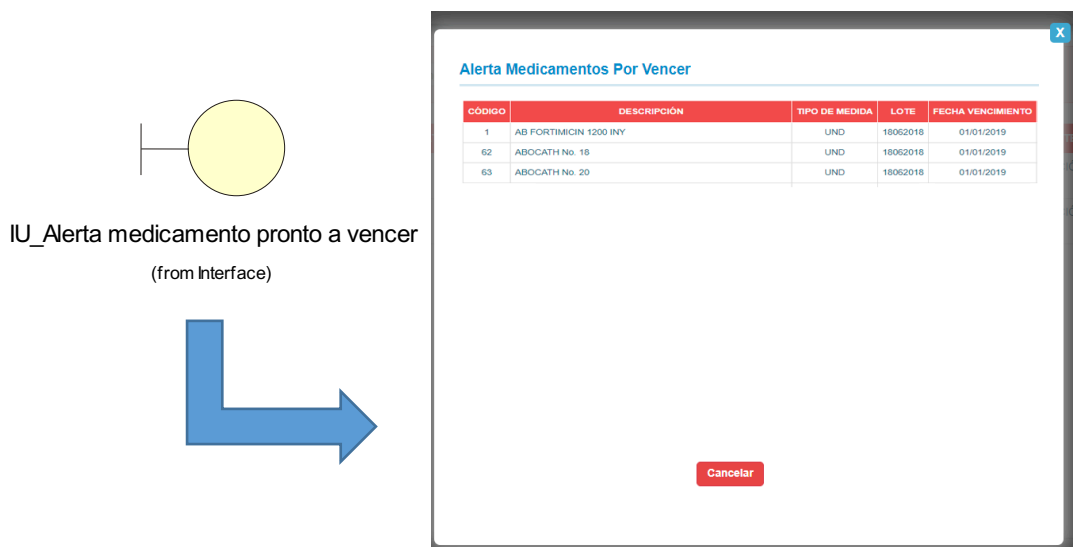 IU_Alerta medicamento pronto a vencer
(from Interface)
X
Alerta Medicamentos Por Vencer
CÓDIGO DESCRIPCIÓN TIPO DE MEDIDA LOTE FECHA VENCIMIENTO
1 AB FORTIMICIN 1200 INY UND 18062018 01/01/2019
62 ABOCATH No. 18 UND 18062018 01/01/2019
63 ABOCATH No. 20 UND 18062018 01/01/2019
Cancelar